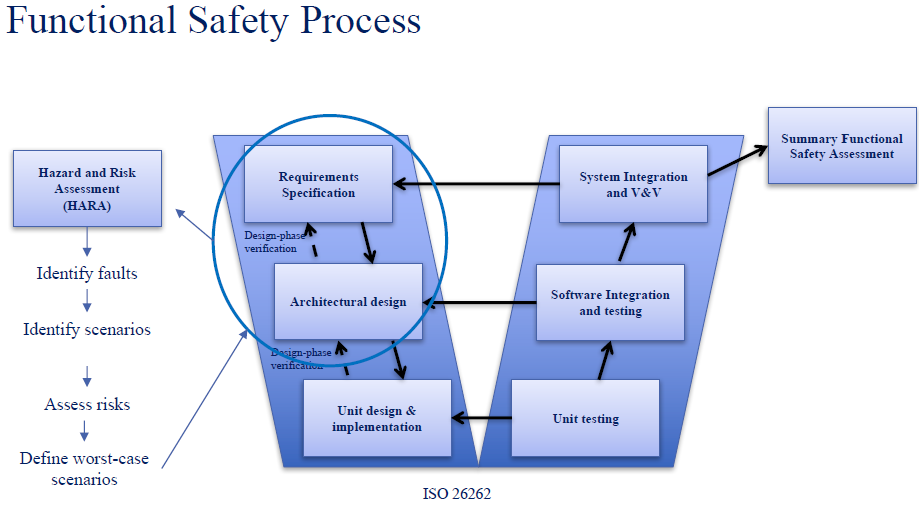 Functional Safety Process
Hazard and Risk
Assessment
(HARA)
Identify faults
Identify scenarios
Assess risks
Define worst-case
scenarios
Requirements
Specification
Design-phase
verification
Architectural design
Design-phase
verification
Unit design &
implementation
System Integration
and V&V
Software Integration
and testing
Unit testing
Summary Functional
Safety Assessment
ISO 26262